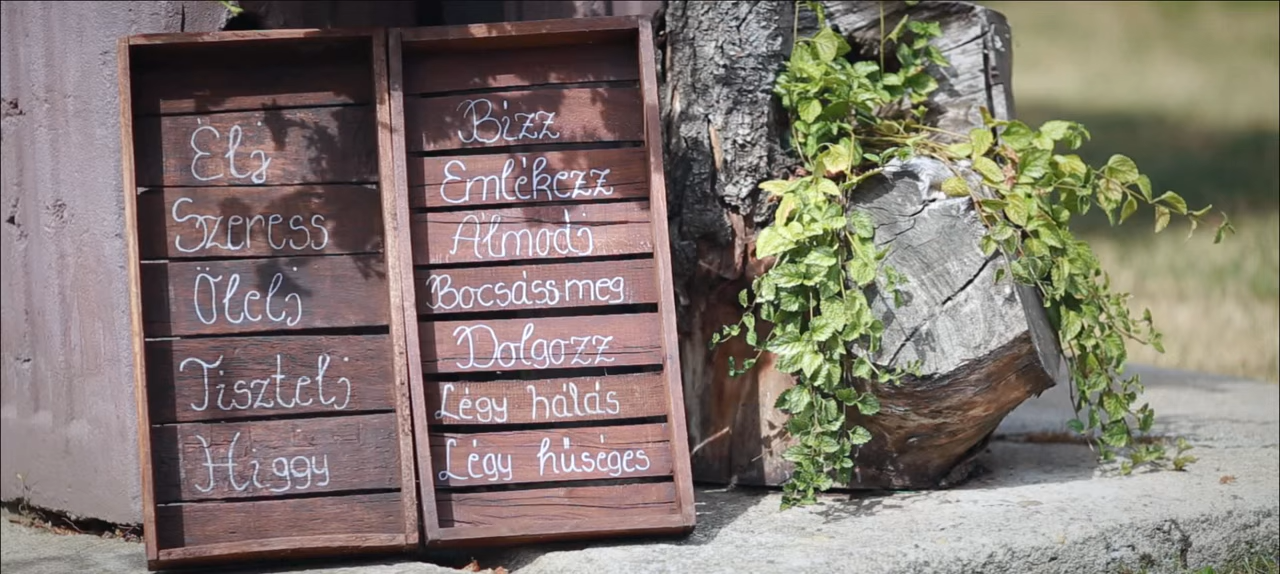 Élj
Szeress
Ölelj
Tisztelj
Higgy
Bízz
Emlékezz
Álmodj
Bocsáss meg
Dolgozz
Légy hálás
Légy hűséges